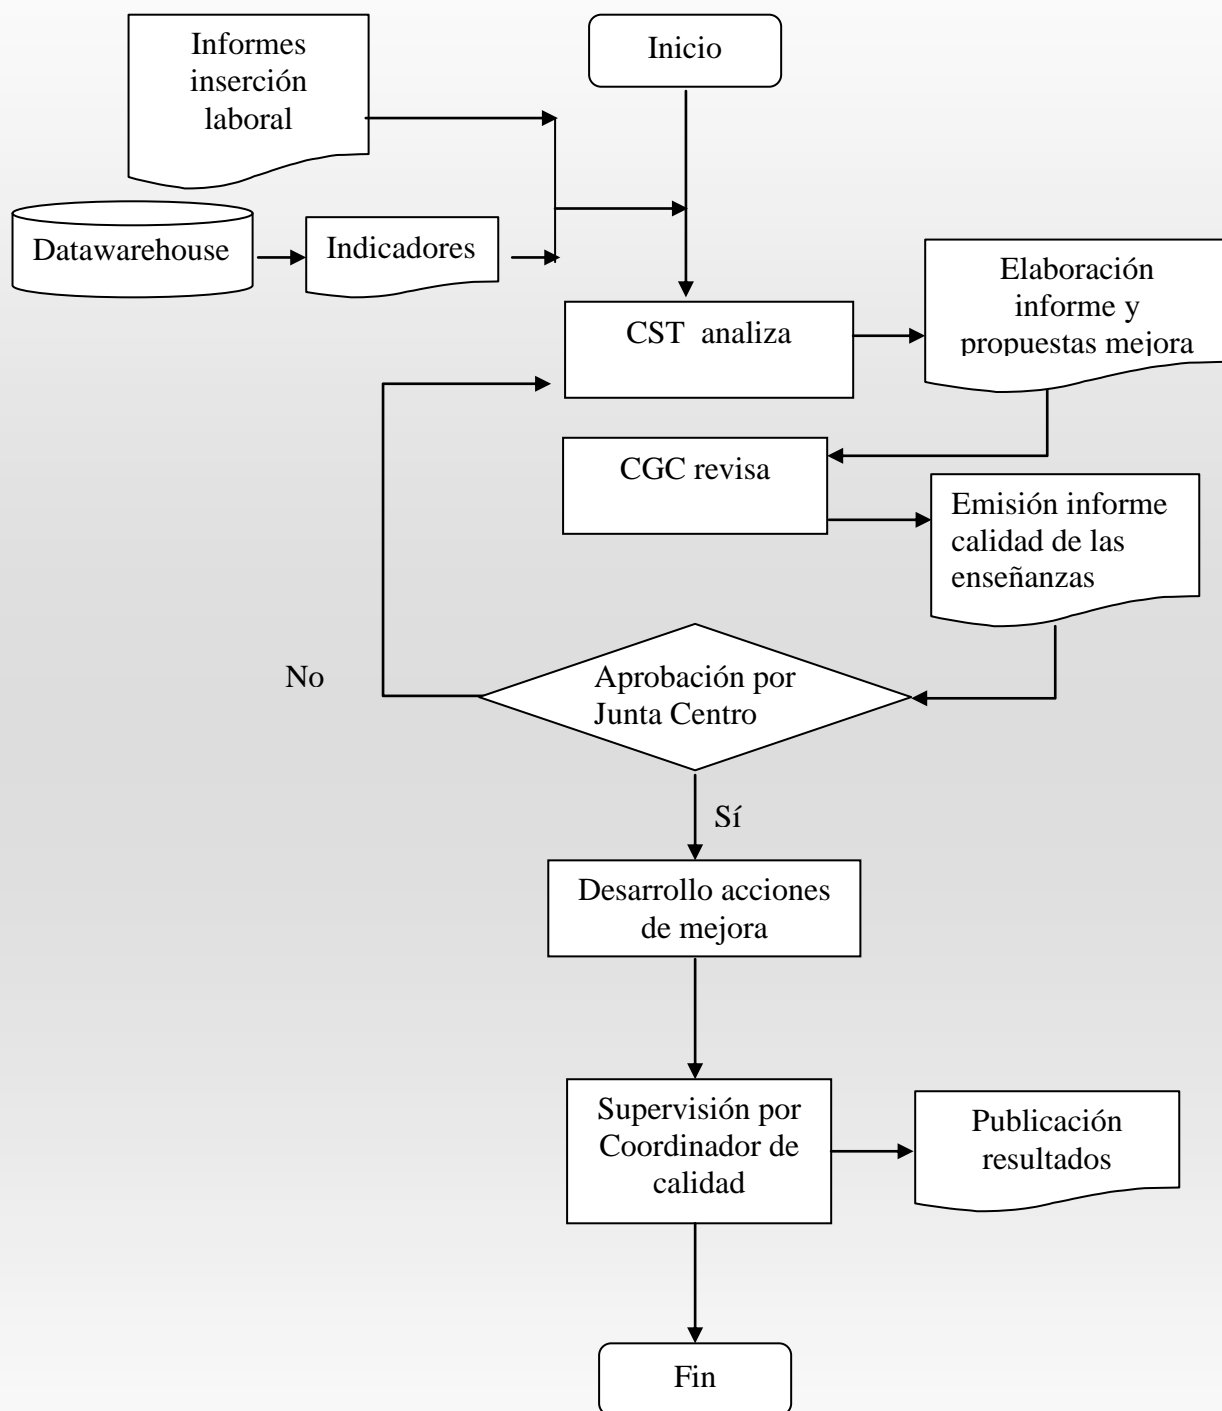 Informes
inserción
laboral
Inicio
Datawarehouse
Indicadores
CST analiza
Elaboración
informe y
propuestas mejora
CGC revisa
Emisión informe
calidad de las
enseñanzas
No
Aprobación por
Junta Centro
Sí
Desarrollo acciones
de mejora
Supervisión por
Coordinador de
calidad
Publicación
resultados
Fin